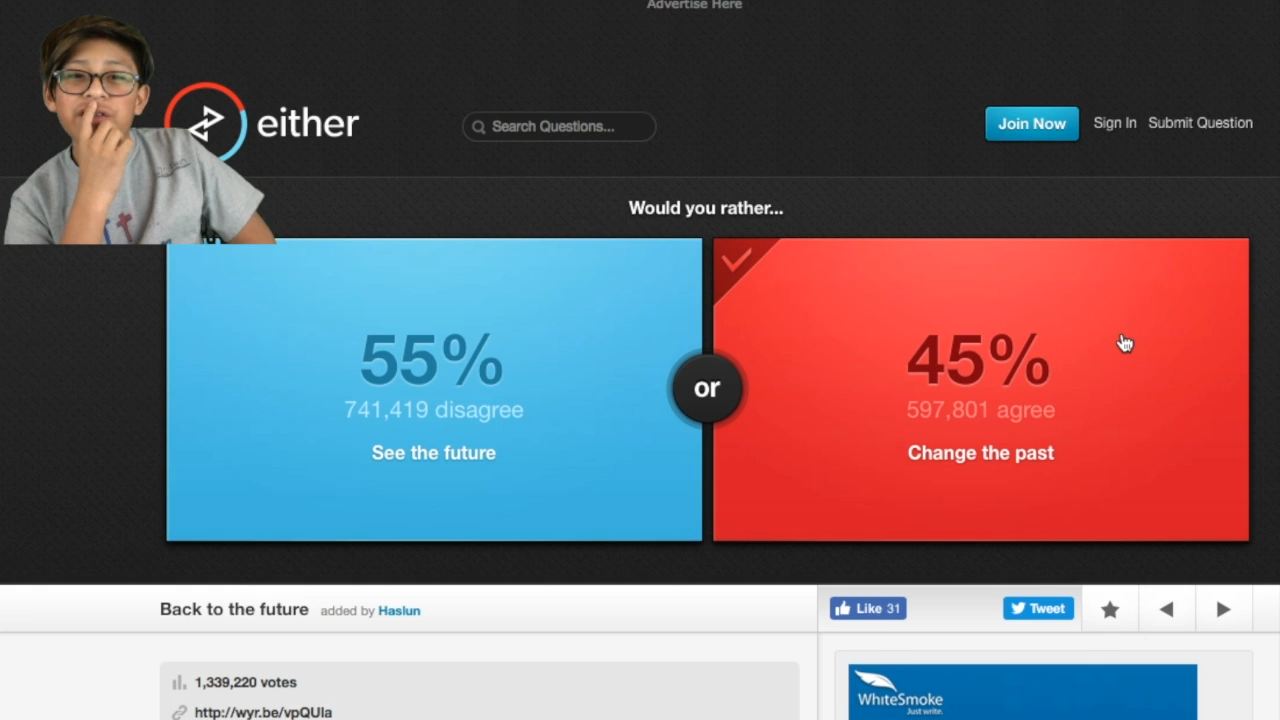 Advertise Here
either
Search Questions...
Join Now
Sign In
Submit Question
Would you rather...
55%
741,419 disagree
See the future
or
45%
597,801 agree
Change the past
Back to the future added by Haslun
Like 31
Tweet
1,339,220 votes
http://wyr.be/vpQUIa
WhiteSmoke
Just write.